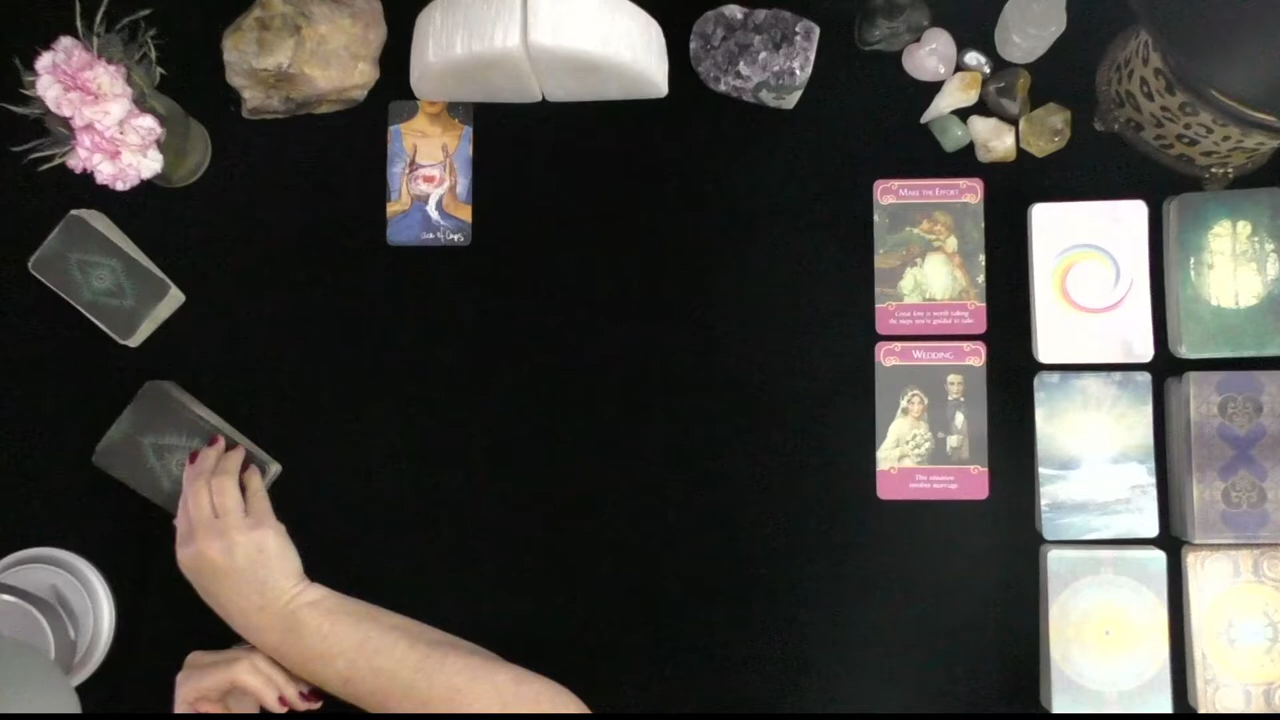 Ace of Cups
MAKE THE EFFORT
Great love is worth taking
the steps you're guided to take.
WEDDING
This situation
involves marriage.